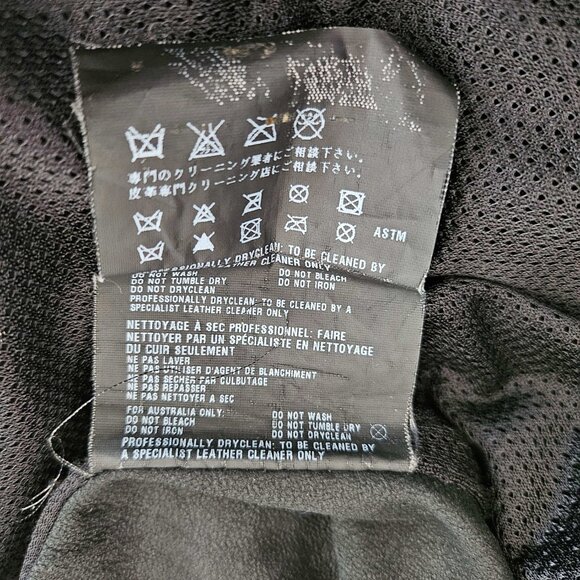 専門のクリーニング業者にご相談下さい。
皮革専門クリーニング店にご相談下さい。
ASTM
PROFESSIONALLY DRYCLEAN: TO BE CLEANED BY
LEATHER CLEANER ONLY
DO NOT WASH DO NOT BLEACH
DO NOT TUMBLE DRY DO NOT IRON
DO NOT DRYCLEAN
PROFESSIONALLY DRYCLEAN: TO BE CLEANED BY A
SPECIALIST LEATHER CLEANER ONLY
NETTOYAGE À SEC PROFESSIONNEL: FAIRE
NETTOYER PAR UN SPÉCIALISTE EN NETTOYAGE
DU CUIR SEULEMENT
NE PAS LAVER
NE PAS UTILISER D'AGENT DE BLANCHIMENT
NE PAS SÉCHER PAR CULBUTAGE
NE PAS REPASSER
NE PAS NETTOYER A SEC
FOR AUSTRALIA ONLY: DO NOT WASH
DO NOT BLEACH DO NOT TUMBLE DRY
DO NOT IRON DO NOT DRYCLEAN
PROFESSIONALLY DRYCLEAN: TO BE CLEANED BY
A SPECIALIST LEATHER CLEANER ONLY